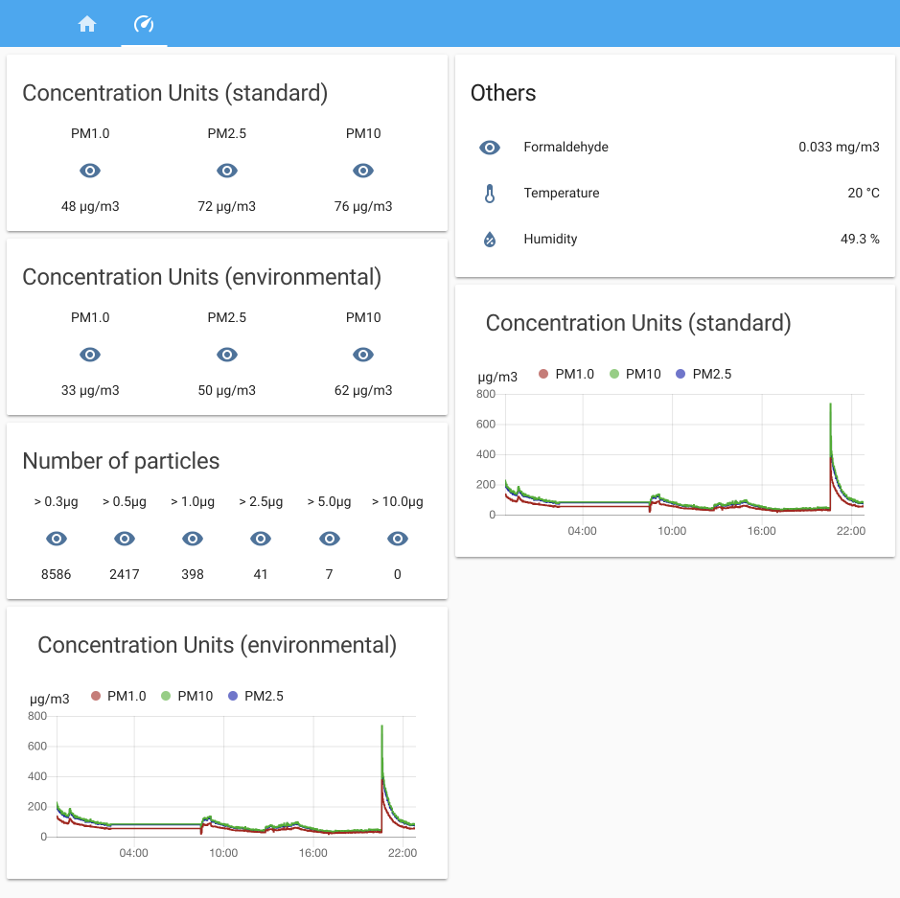 Concentration Units (standard)
PM1.0 PM2.5 PM10
48 µg/m3 72 µg/m3 76 µg/m3
Concentration Units (environmental)
PM1.0 PM2.5 PM10
33 µg/m3 50 µg/m3 62 µg/m3
Number of particles
> 0.3µg > 0.5µg > 1.0µg > 2.5µg > 5.0µg > 10.0µg
8586 2417 398 41 7 0
Concentration Units (environmental)
µg/m3 PM1.0 PM10 PM2.5
800
600
400
200
0
04:00 10:00 16:00 22:00
Others
Formaldehyde 0.033 mg/m3
Temperature 20 °C
Humidity 49.3 %
Concentration Units (standard)
µg/m3 PM1.0 PM10 PM2.5
800
600
400
200
0
04:00 10:00 16:00 22:00